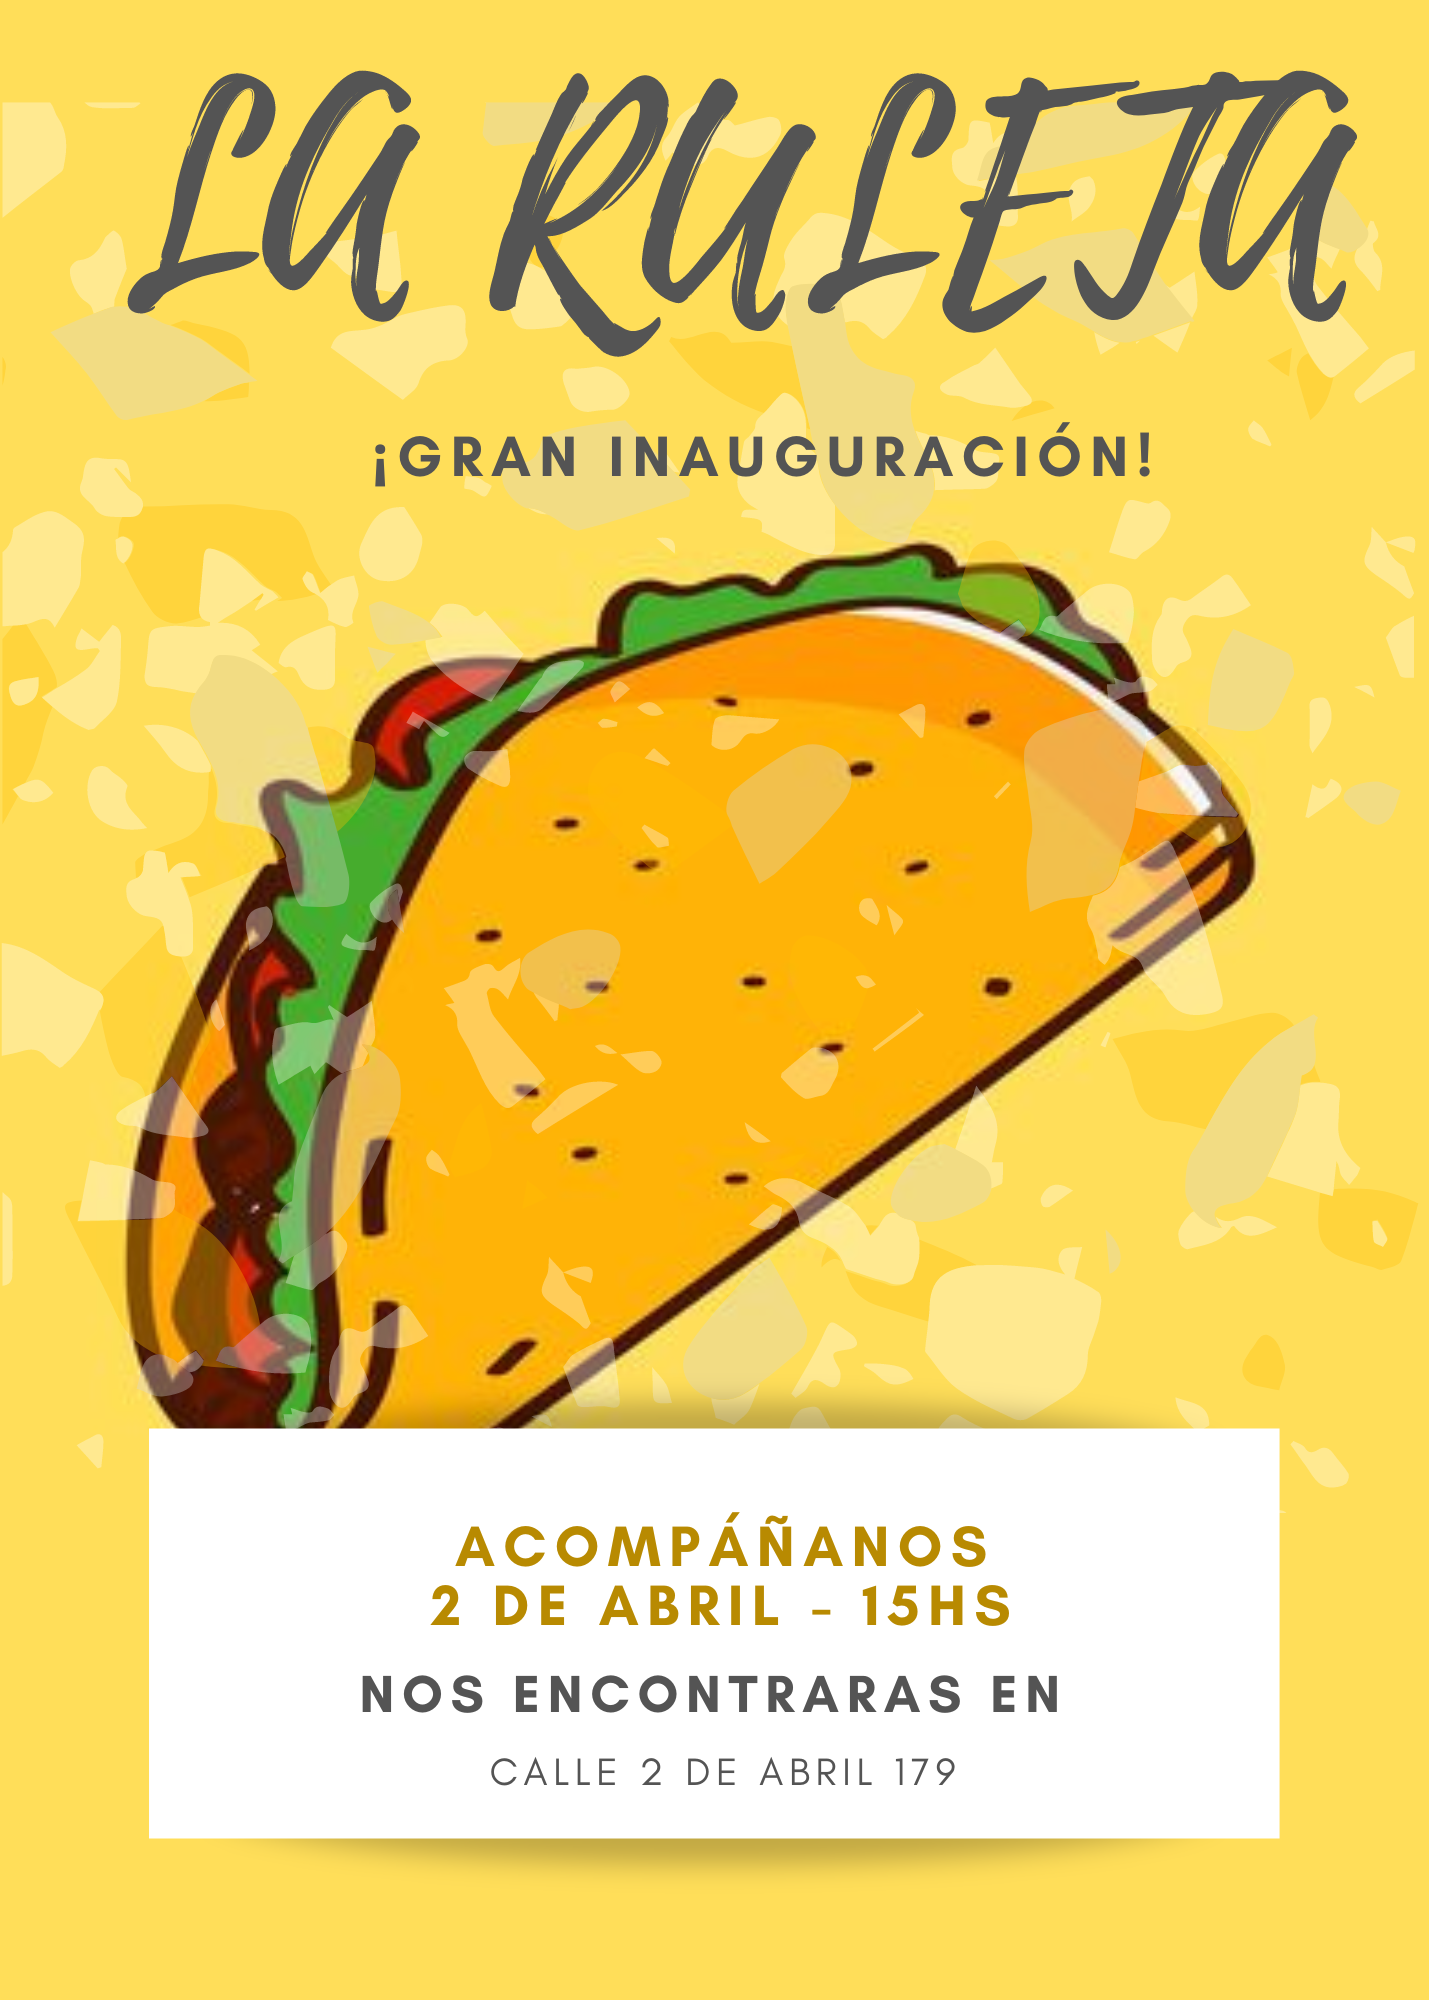 LA RULETA
¡GRAN INAUGURACIÓN!
ACOMPÁÑANOS
2 DE ABRIL - 15HS
NOS ENCONTRARAS EN
CALLE 2 DE ABRIL 179